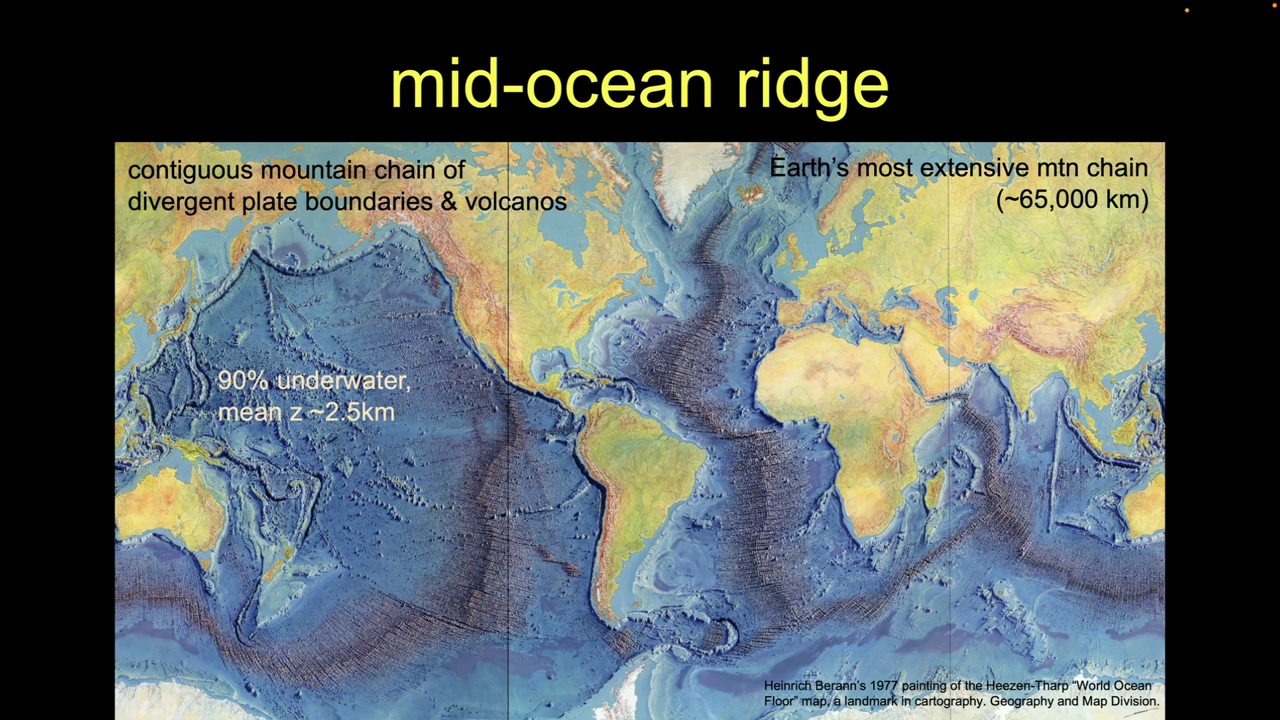 mid-ocean ridge
contiguous mountain chain of
divergent plate boundaries & volcanos
Earth's most extensive mtn chain
(~65,000 km)
90% underwater,
mean z ~2.5km
Heinrich Berann's 1977 painting of the Heezen-Tharp “World Ocean
Floor” map, a landmark in cartography. Geography and Map Division.